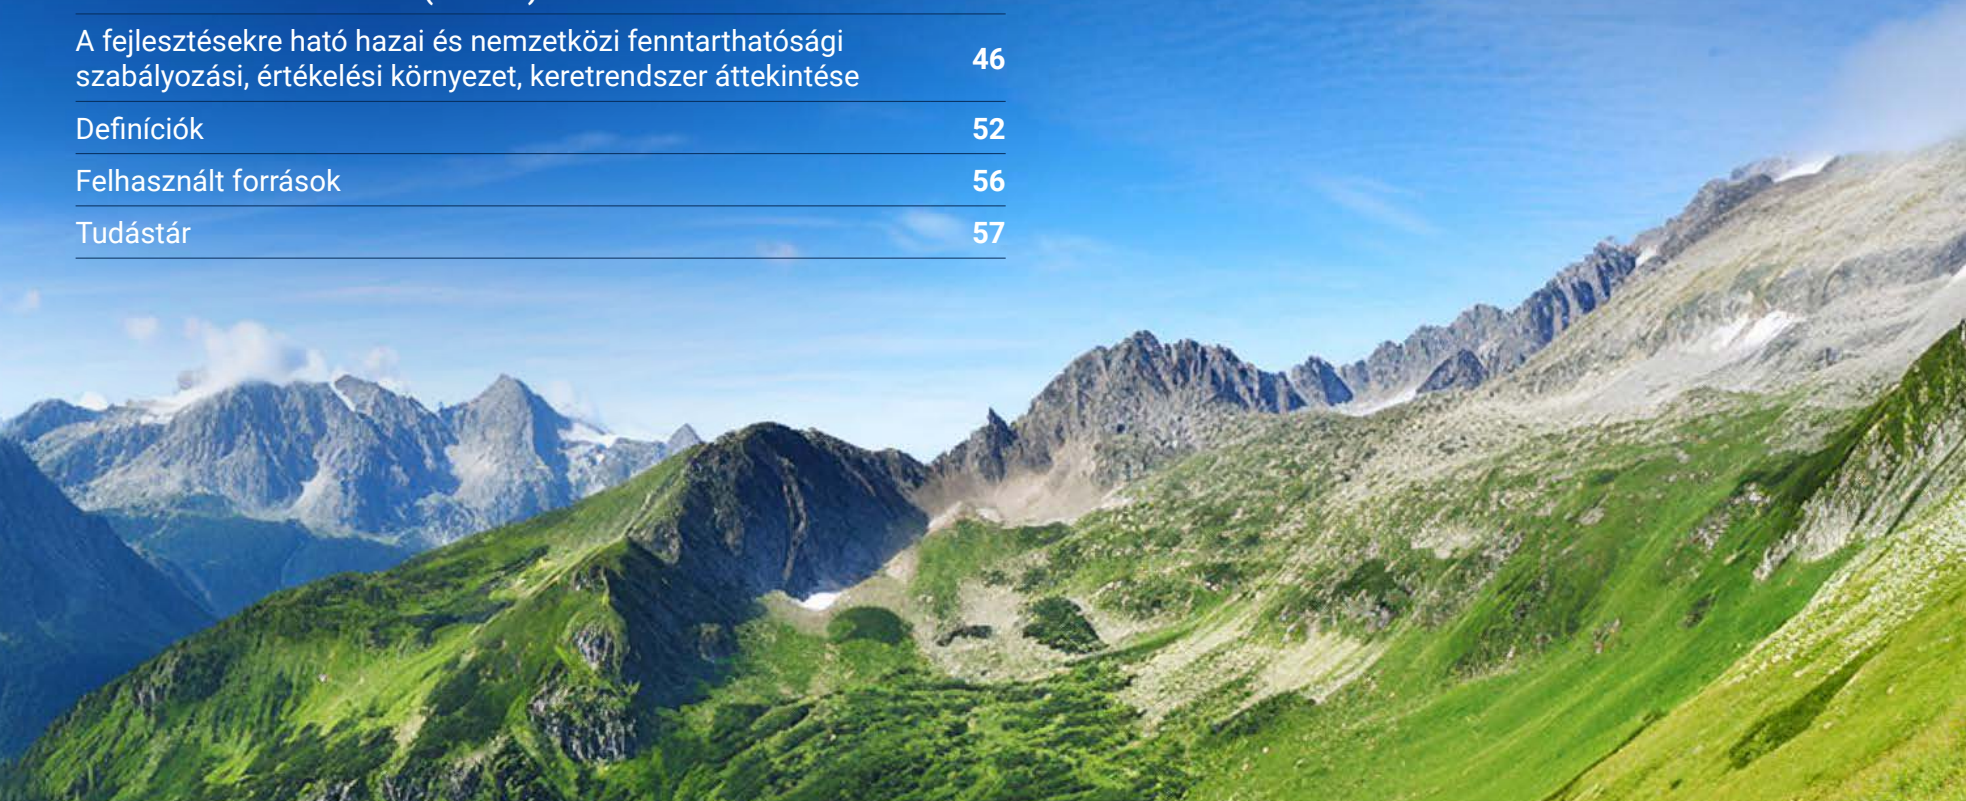 A fejlesztésekre ható hazai és nemzetközi fenntarthatósági
szabályozási, értékelési környezet, keretrendszer áttekintése 46
Definíciók 52
Felhasznált források 56
Tudástár 57